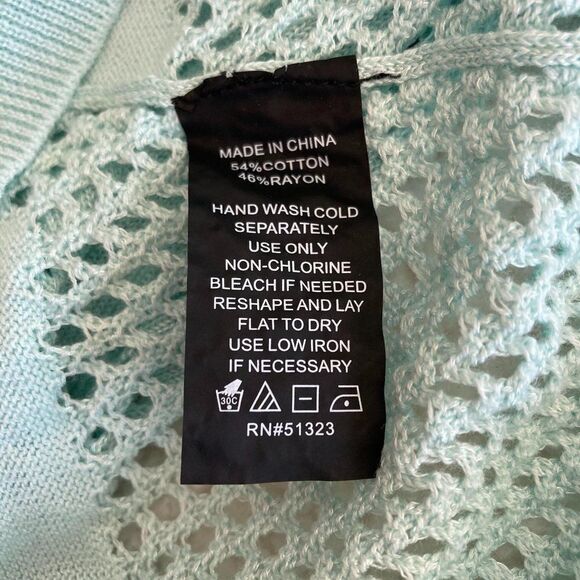 MADE IN CHINA
54%COTTON
46%RAYON
HAND WASH COLD
SEPARATELY
USE ONLY
NON-CHLORINE
BLEACH IF NEEDED
RESHAPE AND LAY
FLAT TO DRY
USE LOW IRON
IF NECESSARY
30C
RN#51323